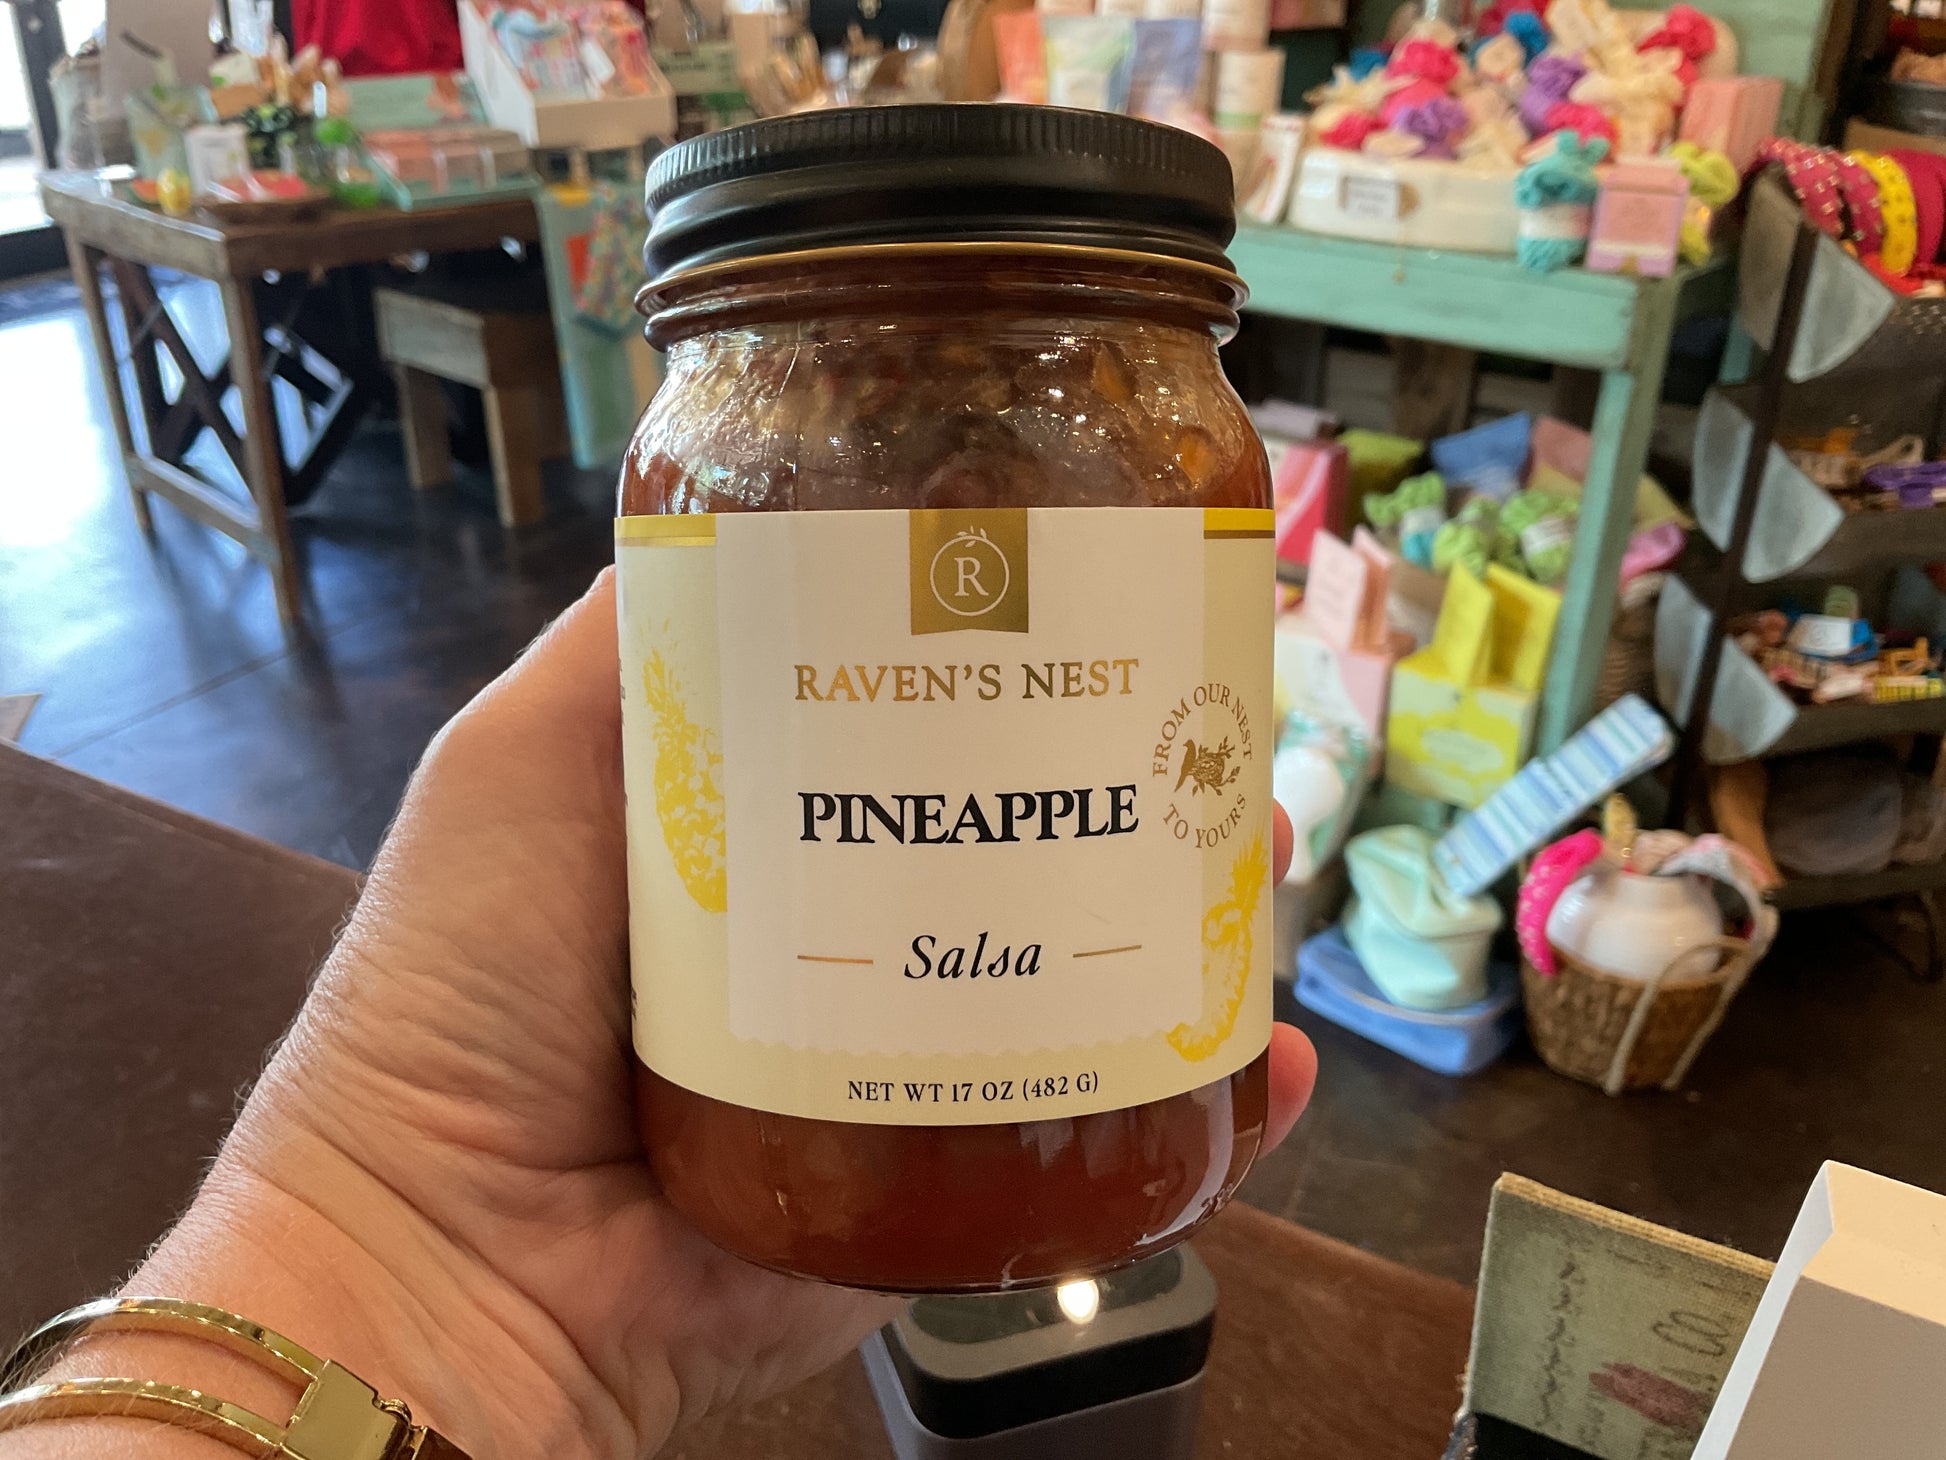 R
RAVEN'S NEST
FROM OUR NEST
TO YOURS
PINEAPPLE
Salsa
NET WT 17 OZ (482 G)